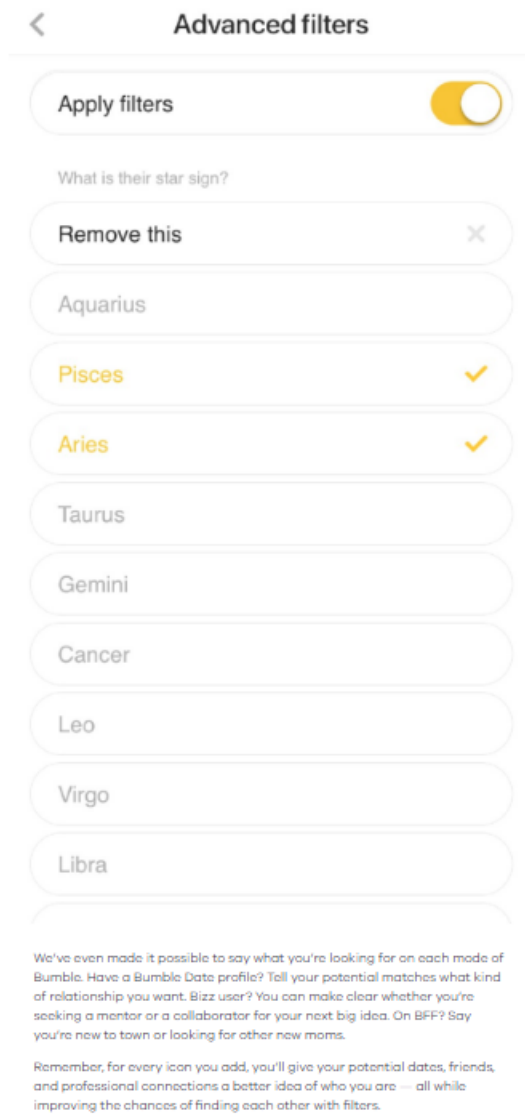 Advanced filters
Apply filters
What is their star sign?
Remove this
Aquarius
Pisces
Aries
Taurus
Gemini
Cancer
Leo
Virgo
Libra
We've even made it possible to say what you're looking for on each mode of
Bumble. Have a Bumble Date profile? Tell your potential matches what kind
of relationship you want. Bizz user? You can make clear whether you're
seeking a mentor or a collaborator for your next big idea. On BFF? Say
you're new to town or looking for other new moms.
Remember, for every icon you add, you'll give your potential dates, friends,
and professional connections a better idea of who you are — all while
improving the chances of finding each other with filters.